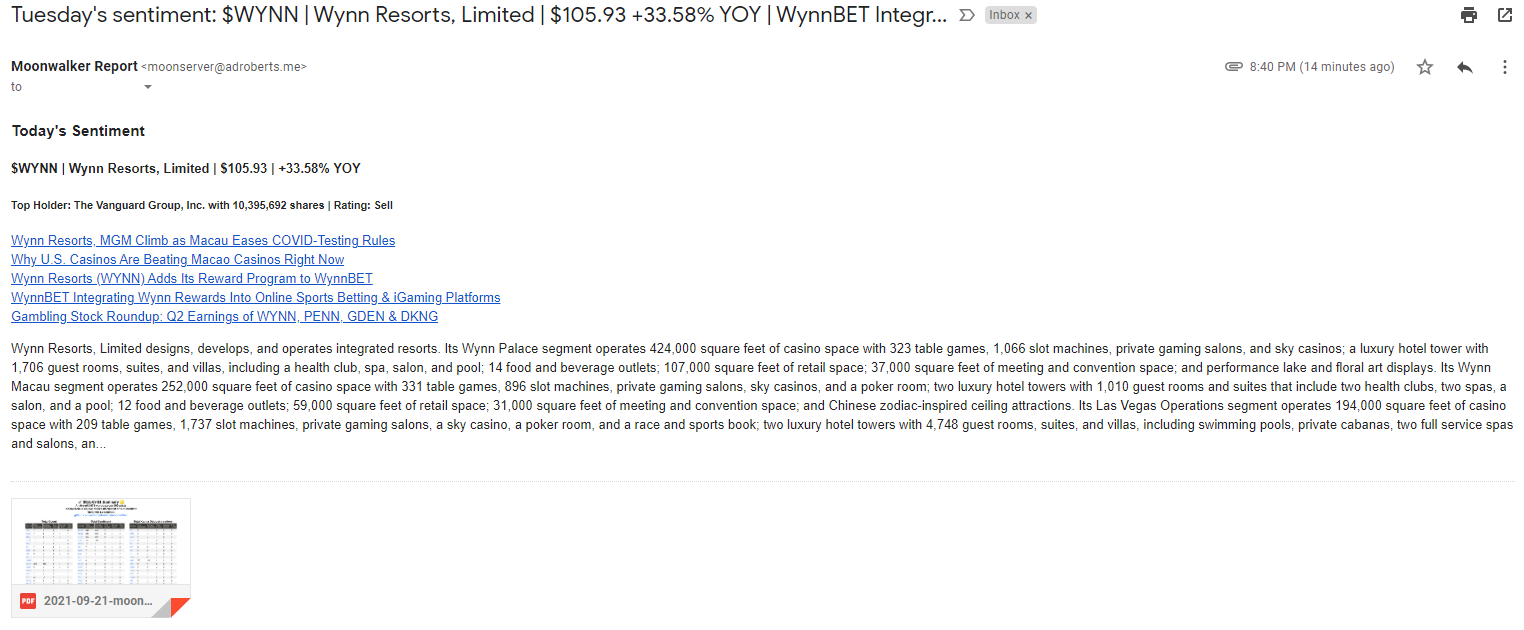 Tuesday's sentiment: $WYNN | Wynn Resorts, Limited | $105.93 +33.58% YOY | WynnBET Integr...
Inbox ×
Moonwalker Report <moonserver@adroberts.me>
8:40 PM (14 minutes ago)
to
Today's Sentiment
$WYNN | Wynn Resorts, Limited | $105.93 | +33.58% YOY
Top Holder: The Vanguard Group, Inc. with 10,395,692 shares | Rating: Sell
Wynn Resorts, MGM Climb as Macau Eases COVID-Testing Rules
Why U.S. Casinos Are Beating Macao Casinos Right Now
Wynn Resorts (WYNN) Adds Its Reward Program to WynnBET
WynnBET Integrating Wynn Rewards Into Online Sports Betting & iGaming Platforms
Gambling Stock Roundup: Q2 Earnings of WYNN, PENN, GDEN & DKNG
Wynn Resorts, Limited designs, develops, and operates integrated resorts. Its Wynn Palace segment operates 424,000 square feet of casino space with 323 table games, 1,066 slot machines, private gaming salons, and sky casinos; a luxury hotel tower with
1,706 guest rooms, suites, and villas, including a health club, spa, salon, and pool; 14 food and beverage outlets; 107,000 square feet of retail space; 37,000 square feet of meeting and convention space; and performance lake and floral art displays. Its Wynn
Macau segment operates 252,000 square feet of casino space with 331 table games, 896 slot machines, private gaming salons, sky casinos, and a poker room; two luxury hotel towers with 1,010 guest rooms and suites that include two health clubs, two spas, a
salon, and a pool; 12 food and beverage outlets; 59,000 square feet of retail space; 31,000 square feet of meeting and convention space; and Chinese zodiac-inspired ceiling attractions. Its Las Vegas Operations segment operates 194,000 square feet of casino
space with 209 table games, 1,737 slot machines, private gaming salons, a sky casino, a poker room, and a race and sports book; two luxury hotel towers with 4,748 guest rooms, suites, and villas, including swimming pools, private cabanas, two full service spas
and salons, an...
PDF
2021-09-21-moon...